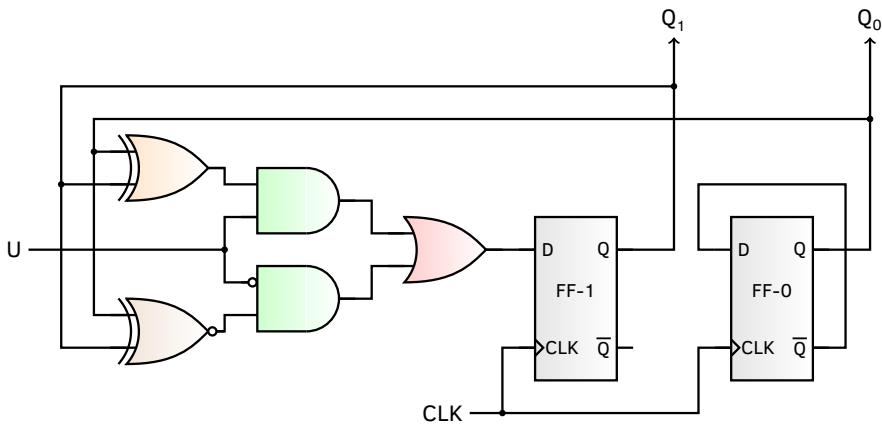 Q1 Q0
U
D Q D Q
FF-1 FF-0
CLK Q̅ CLK Q̅
CLK